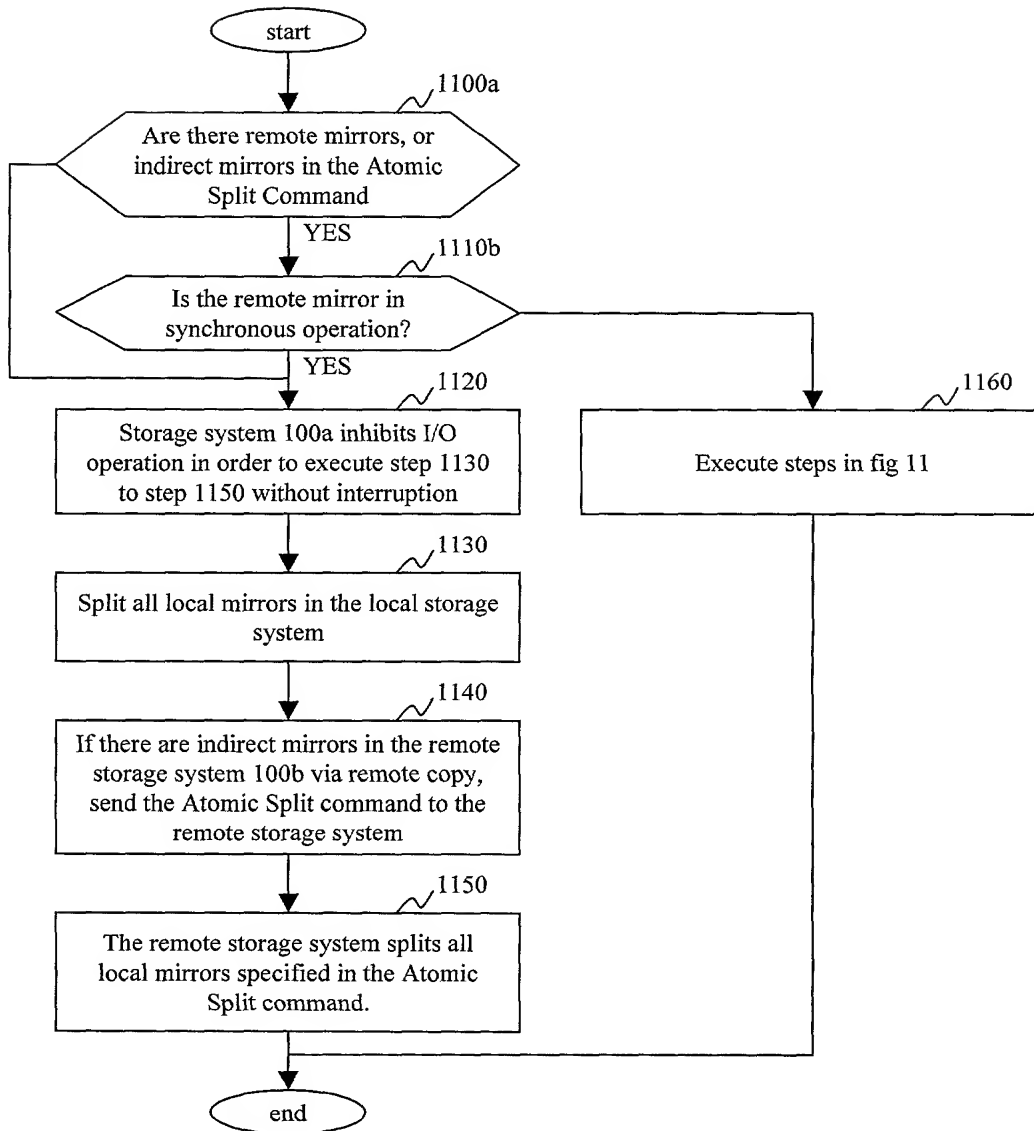 start
1100a
Are there remote mirrors, or
indirect mirrors in the Atomic
Split Command
YES
1110b
Is the remote mirror in
synchronous operation?
YES
1120
Storage system 100a inhibits I/O
operation in order to execute step 1130
to step 1150 without interruption
1160
Execute steps in fig 11
1130
Split all local mirrors in the local storage
system
1140
If there are indirect mirrors in the remote
storage system 100b via remote copy,
send the Atomic Split command to the
remote storage system
1150
The remote storage system splits all
local mirrors specified in the Atomic
Split command.
end